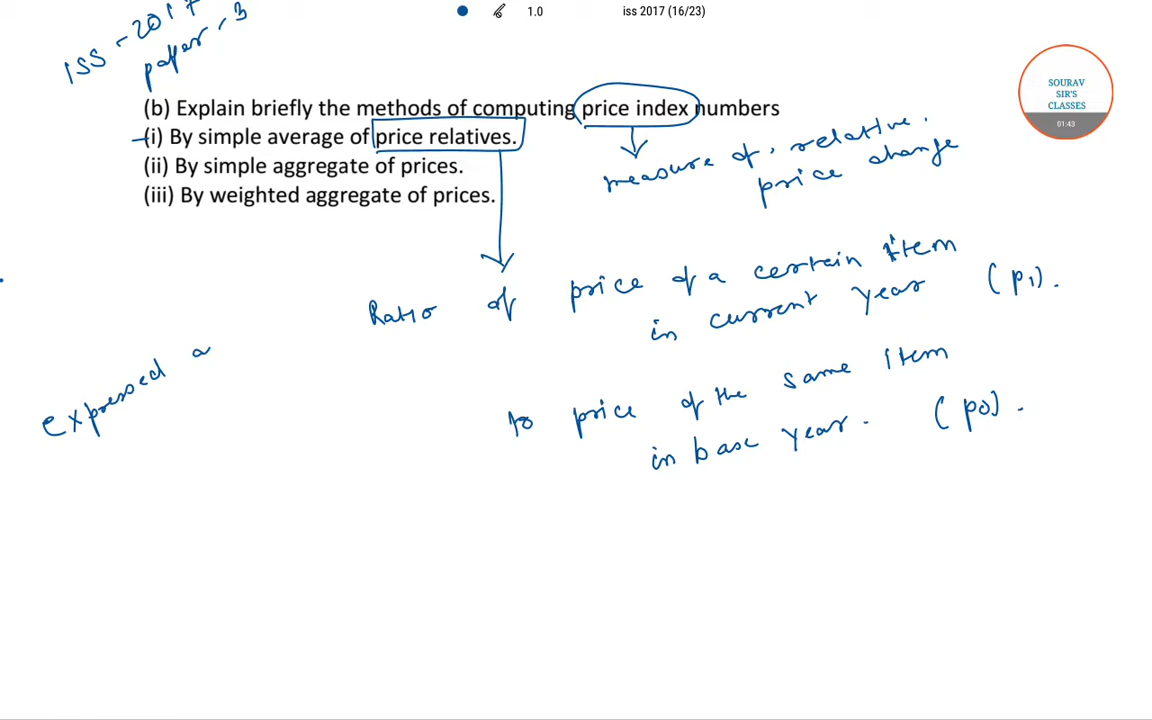 1.0 iss 2017 (16/23)
ISS - 2017
paper - 3
SOURAV
SIR'S
CLASSES
01:43
(b) Explain briefly the methods of computing price index numbers
(i) By simple average of price relatives.
(ii) By simple aggregate of prices.
(iii) By weighted aggregate of prices.
measure of relative
price change
Ratio of price of a certain item
in current year (p1).
expressed a
to price of the same item
in base year. (p0).